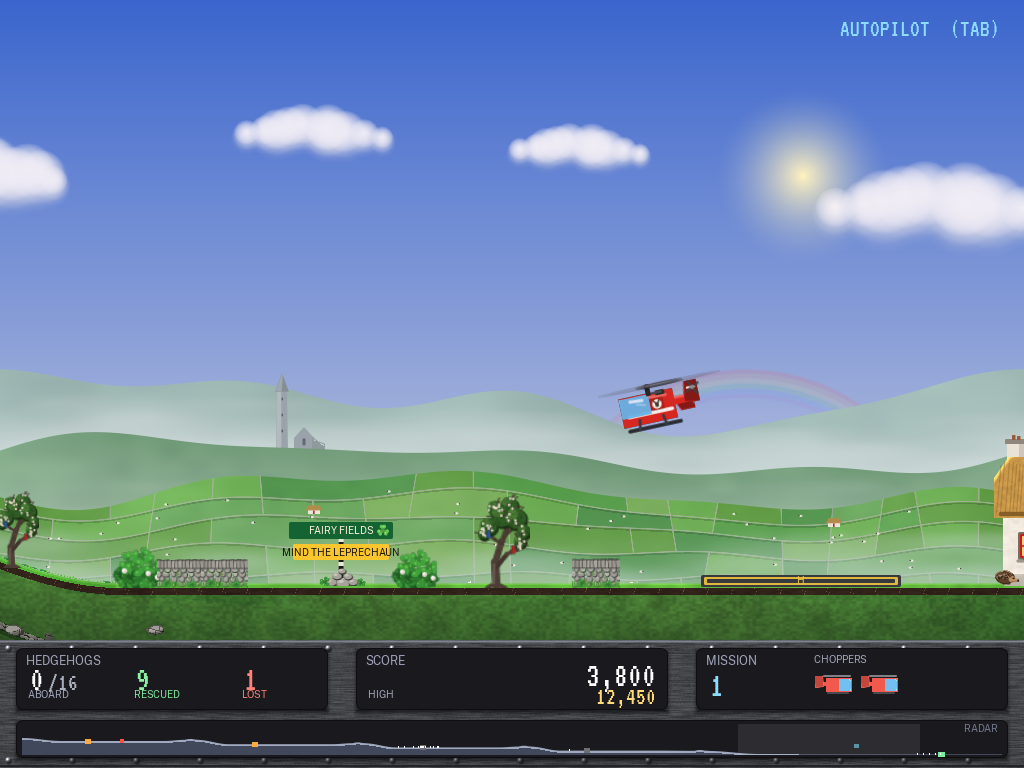 AUTOPILOT (TAB)
FAIRY FIELDS
MIND THE LEPRECHAUN
H
HEDGEHOGS
0 /16
ABOARD
9
RESCUED
1
LOST
SCORE
3,800
HIGH
12,450
MISSION
1
CHOPPERS
RADAR